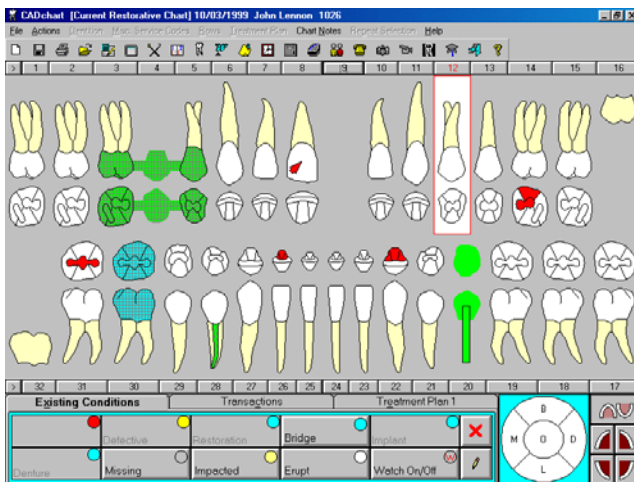 CADchart [Current Restorative Chart] 10/03/1999 John Lennon 1026
File Actions Dentition Misc Service Codes Rows Treatment Plan Chart Notes Repeat Selection Help
> 1 2 3 4 5 6 7 8 9 10 11 12 13 14 15 16
> 32 31 30 29 28 27 26 25 24 23 22 21 20 19 18 17
Existing Conditions Transactions Treatment Plan 1
Defective Restoration Bridge Implant
Denture Missing Impacted Erupt Watch On/Off W
B
M O D
L